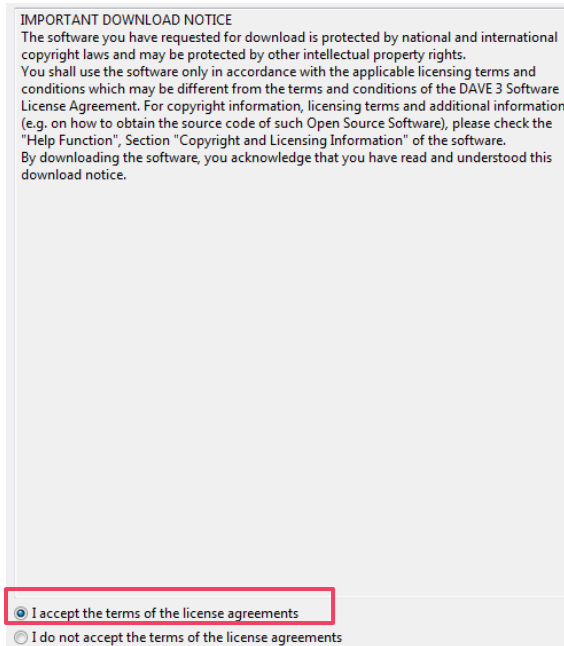 IMPORTANT DOWNLOAD NOTICE
The software you have requested for download is protected by national and international
copyright laws and may be protected by other intellectual property rights.
You shall use the software only in accordance with the applicable licensing terms and
conditions which may be different from the terms and conditions of the DAVE 3 Software
License Agreement. For copyright information, licensing terms and additional information
(e.g. on how to obtain the source code of such Open Source Software), please check the
"Help Function", Section "Copyright and Licensing Information" of the software.
By downloading the software, you acknowledge that you have read and understood this
download notice.
I accept the terms of the license agreements
I do not accept the terms of the license agreements